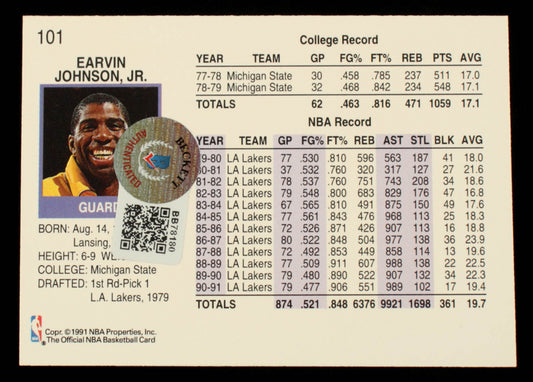 101
EARVIN
JOHNSON, JR.
GUARD
BORN: Aug. 14,
Lansing,
HEIGHT: 6-9
COLLEGE: Michigan State
DRAFTED: 1st Rd-Pick 1
L.A. Lakers, 1979
Copr. © 1991 NBA Properties, Inc.
The Official NBA Basketball Card
AUTHENTICATED
BECKETT
BB78180
College Record
YEAR TEAM GP FG% FT% REB PTS AVG
77-78 Michigan State 30 .458 .785 237 511 17.0
78-79 Michigan State 32 .468 .842 234 548 17.1
TOTALS 62 .463 .816 471 1059 17.1
NBA Record
YEAR TEAM GP FG% FT% REB AST STL BLK AVG
79-80 LA Lakers 77 .530 .810 596 563 187 41 18.0
80-81 LA Lakers 37 .532 .760 320 317 127 27 21.6
81-82 LA Lakers 78 .537 .760 751 743 208 34 18.6
82-83 LA Lakers 79 .548 .800 683 829 176 47 16.8
83-84 LA Lakers 67 .565 .810 491 875 150 49 17.6
84-85 LA Lakers 77 .561 .843 476 968 113 25 18.3
85-86 LA Lakers 72 .526 .871 426 907 113 16 18.8
86-87 LA Lakers 80 .522 .848 504 977 138 36 23.9
87-88 LA Lakers 72 .492 .853 449 858 114 13 19.6
88-89 LA Lakers 77 .509 .911 607 988 138 22 22.5
89-90 LA Lakers 79 .480 .890 522 907 132 34 22.3
90-91 LA Lakers 79 .477 .906 551 989 102 17 19.4
TOTALS 874 .521 .848 6376 9921 1698 361 19.7